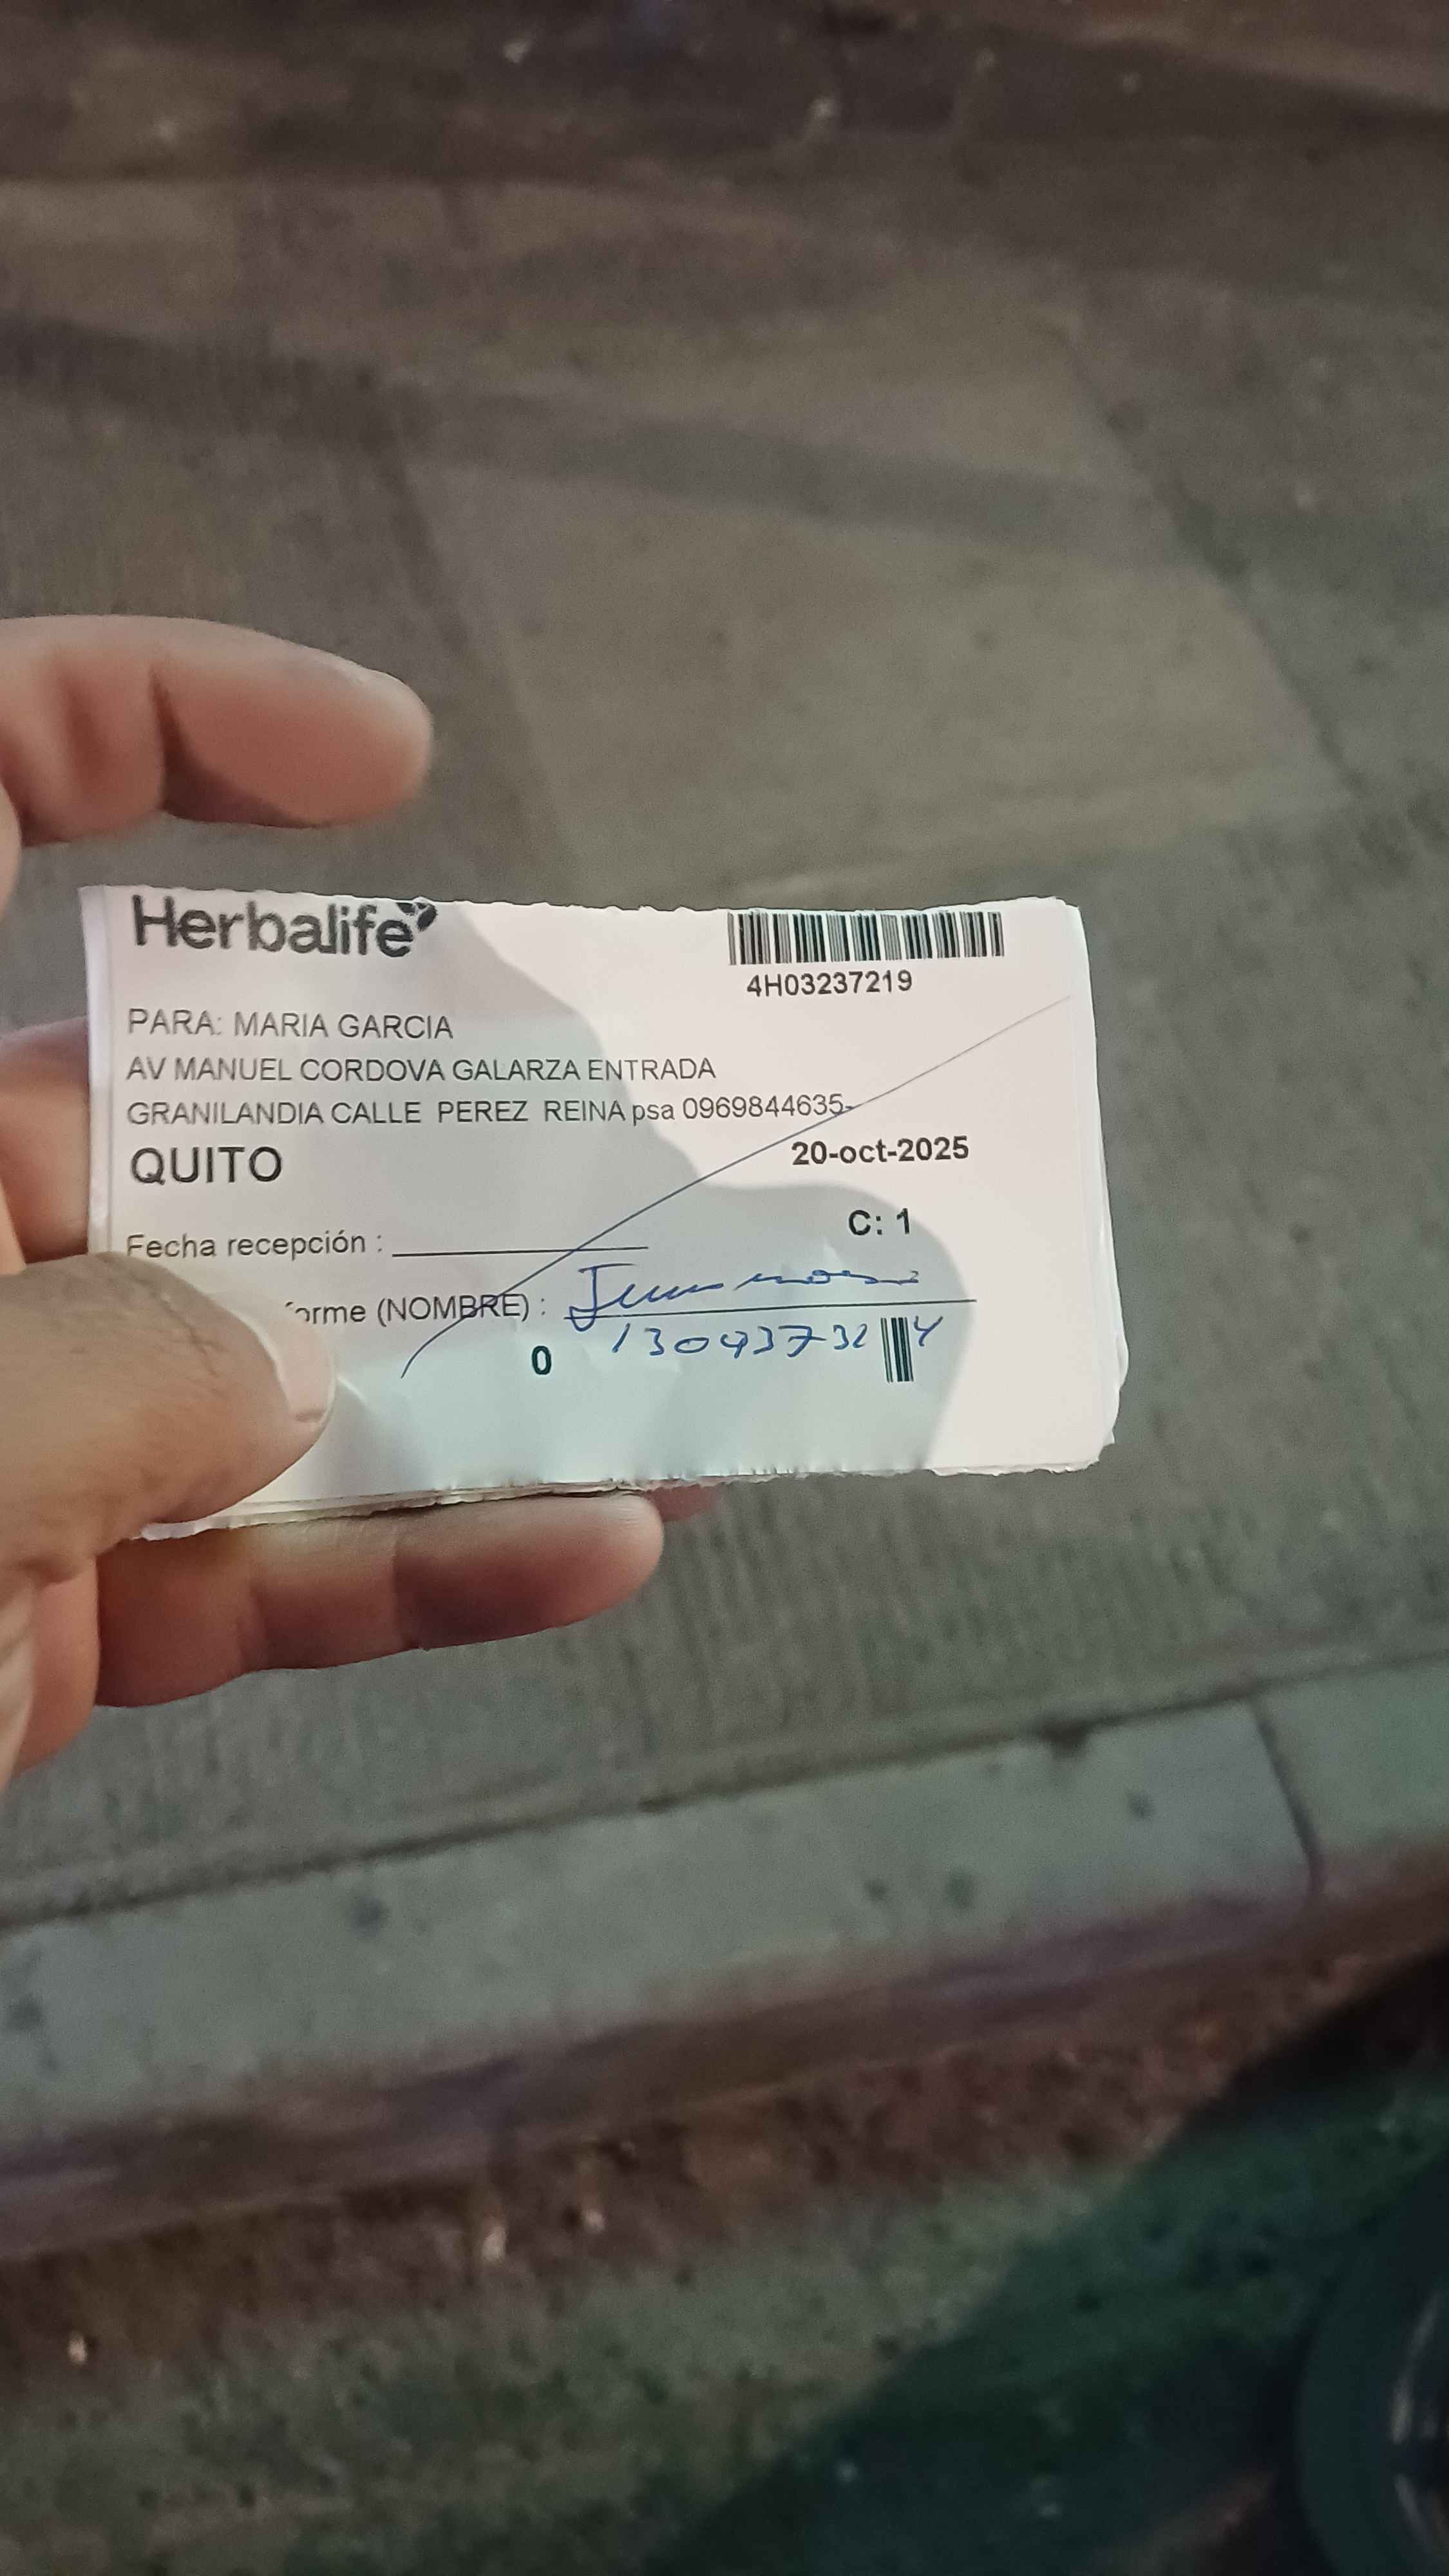 Herbalife
4H03237219
PARA: MARIA GARCIA
AV MANUEL CORDOVA GALARZA ENTRADA
GRANILANDIA CALLE PEREZ REINA psa 0969844635-
QUITO
20-oct-2025
C: 1
Fecha recepción :
orme (NOMBRE) :
0